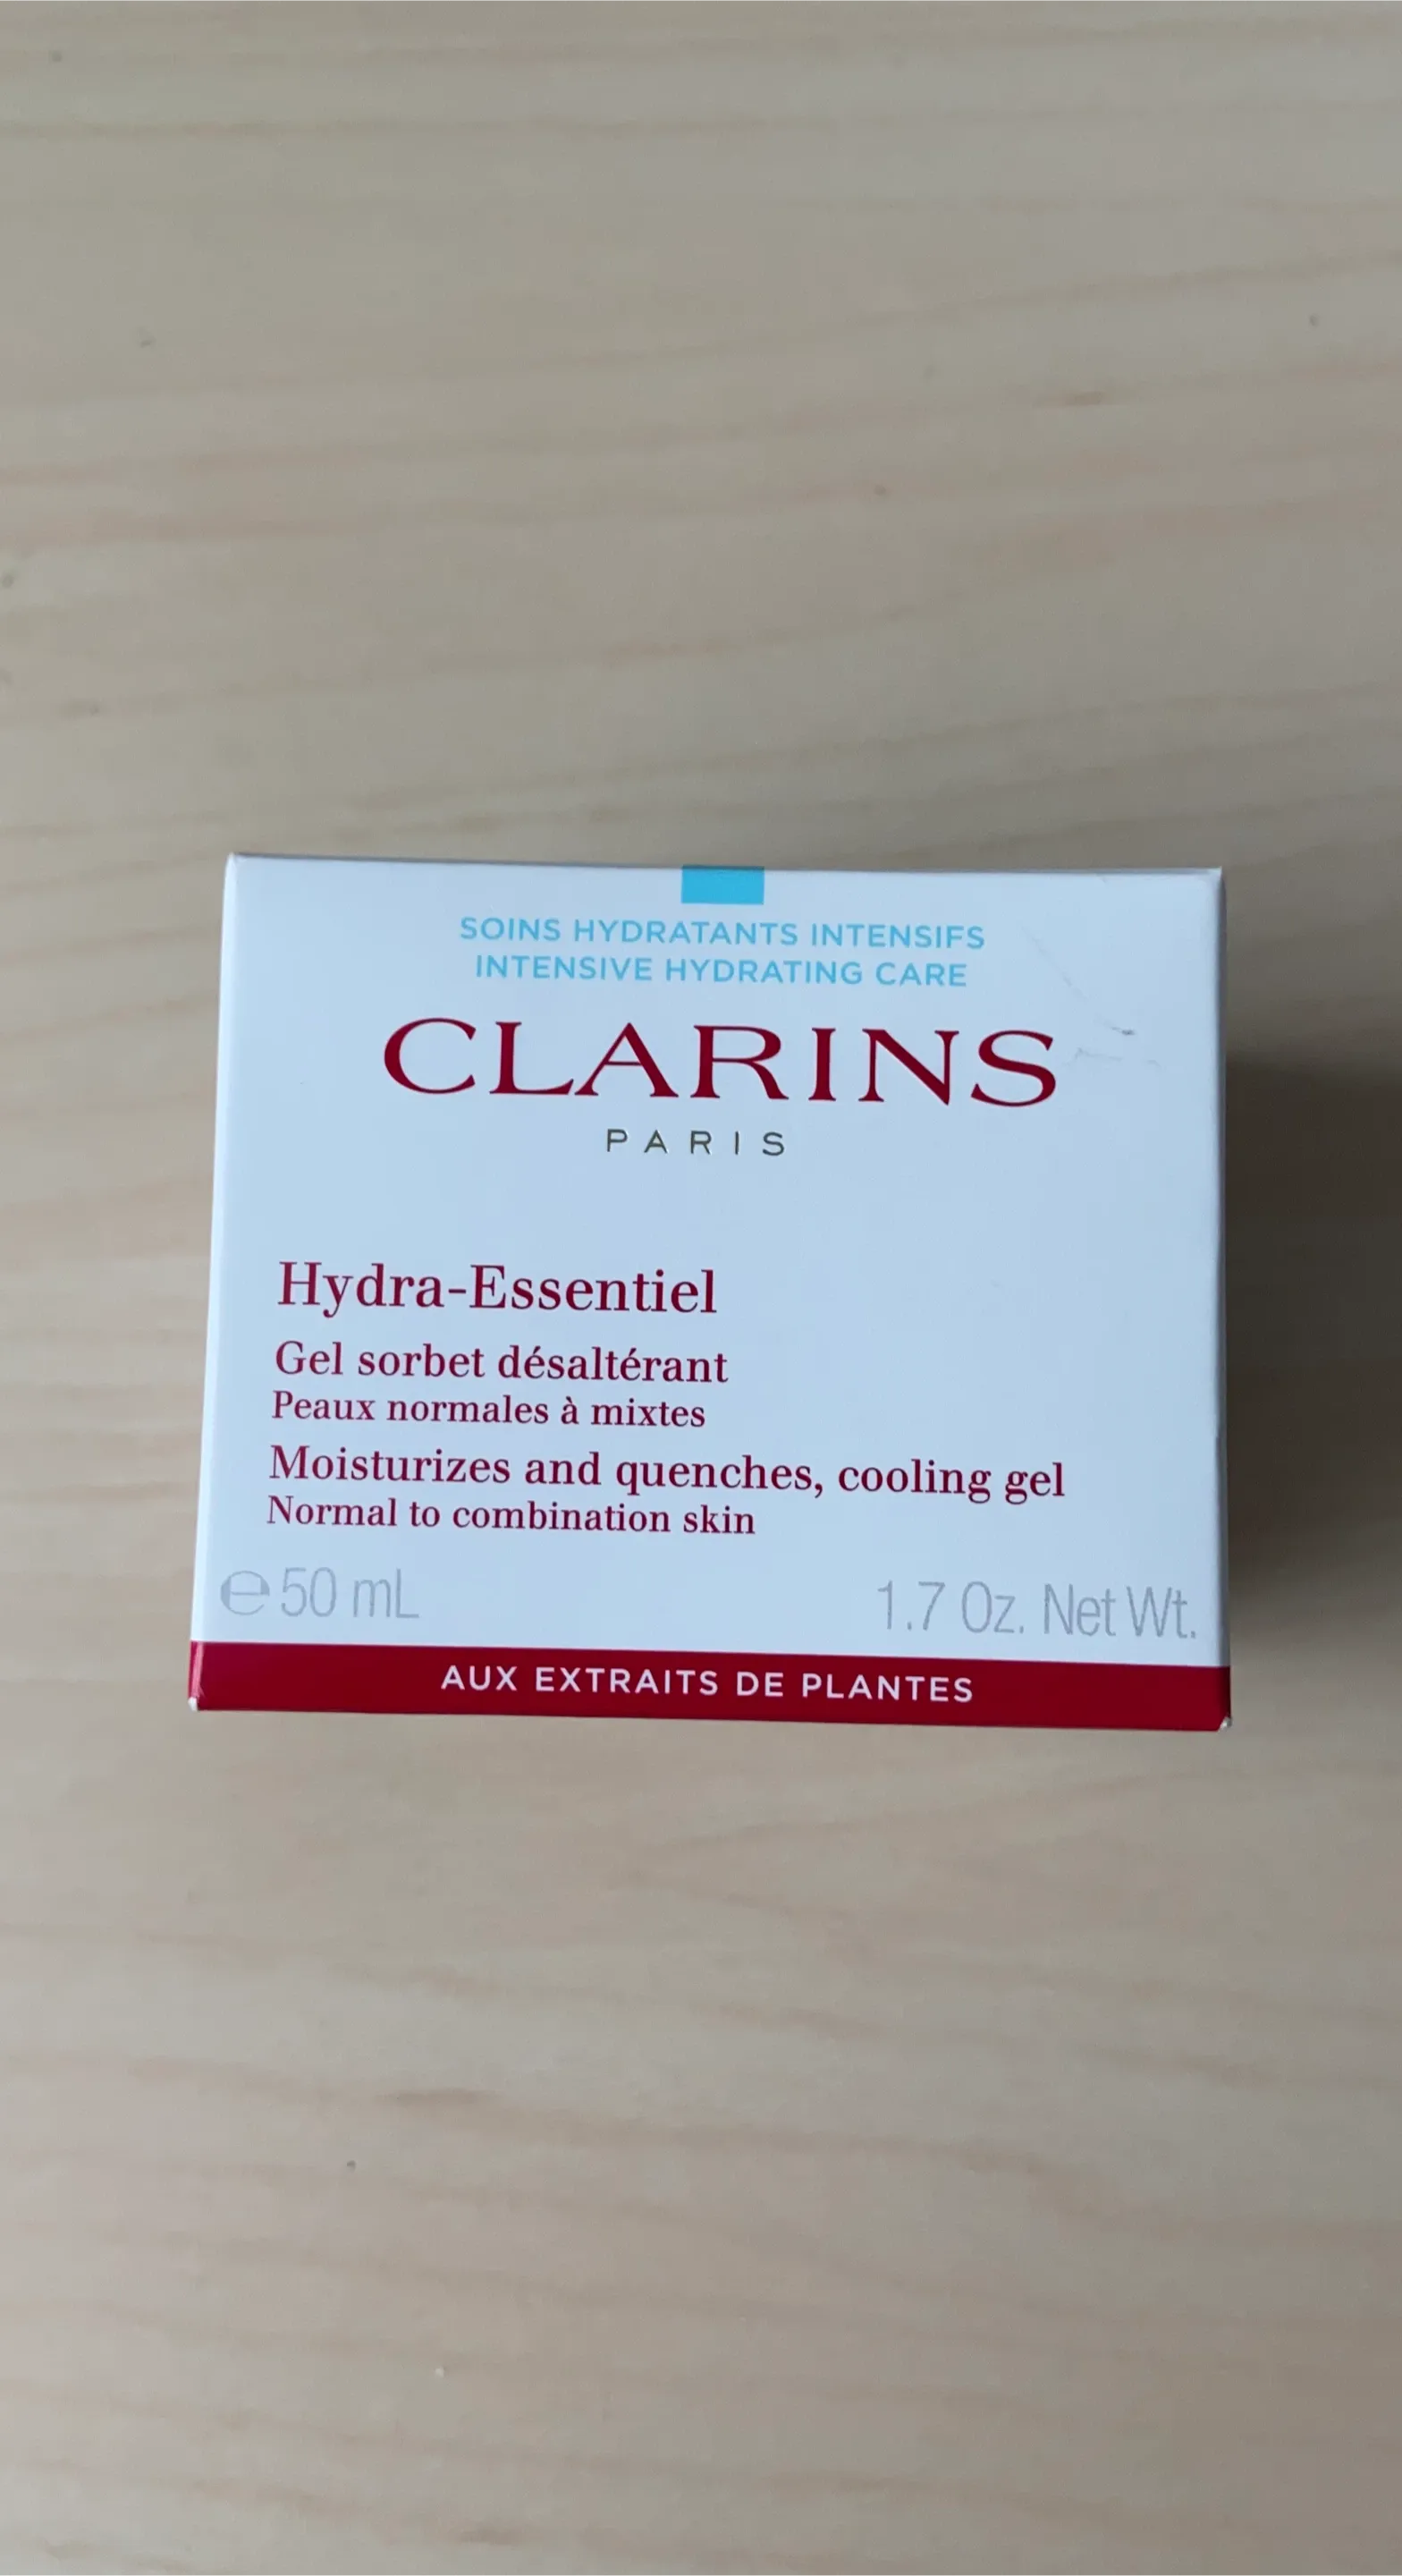 SOINS HYDRATANTS INTENSIFS
INTENSIVE HYDRATING CARE
CLARINS
PARIS
Hydra-Essentiel
Gel sorbet désaltérant
Peaux normales à mixtes
Moisturizes and quenches, cooling gel
Normal to combination skin
℮ 50 mL 1.7 Oz. Net Wt.
AUX EXTRAITS DE PLANTES